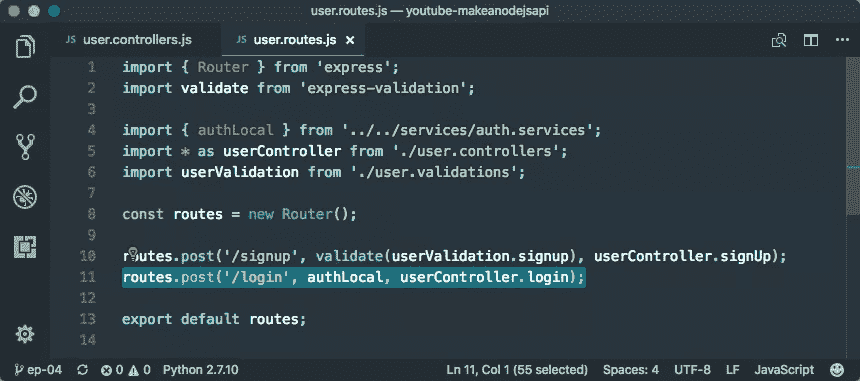 user.routes.js — youtube-makeanodejsapi
JS user.controllers.js JS user.routes.js ×
1 import { Router } from 'express';
2 import validate from 'express-validation';
3
4 import { authLocal } from '../../services/auth.services';
5 import * as userController from './user.controllers';
6 import userValidation from './user.validations';
7
8 const routes = new Router();
9
10 routes.post('/signup', validate(userValidation.signup), userController.signUp);
11 routes.post('/login', authLocal, userController.login);
12
13 export default routes;
14
ep-04 0 0 Python 2.7.10 Ln 11, Col 1 (55 selected) Spaces: 4 UTF-8 LF JavaScript